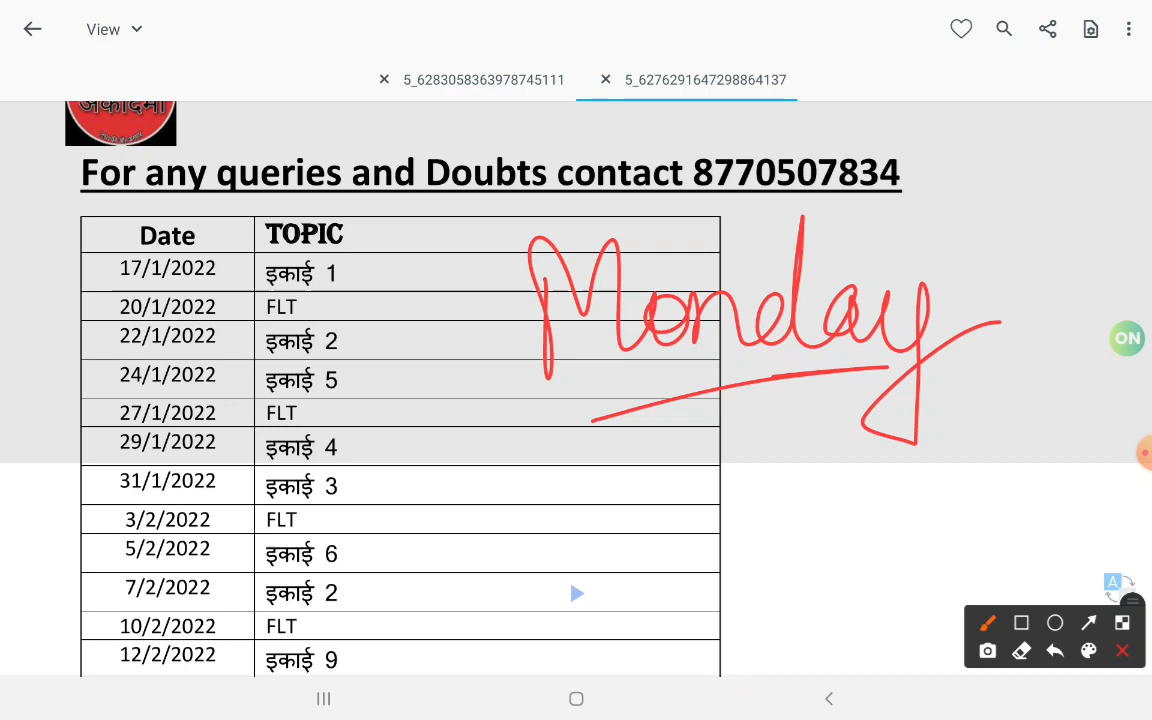 View
5_6283058363978745111
5_6276291647298864137
अकादमी
For any queries and Doubts contact 8770507834
Date TOPIC
17/1/2022 इकाई 1
20/1/2022 FLT
22/1/2022 इकाई 2
24/1/2022 इकाई 5
27/1/2022 FLT
29/1/2022 इकाई 4
31/1/2022 इकाई 3
3/2/2022 FLT
5/2/2022 इकाई 6
7/2/2022 इकाई 2
10/2/2022 FLT
12/2/2022 इकाई 9
Monday
ON
A